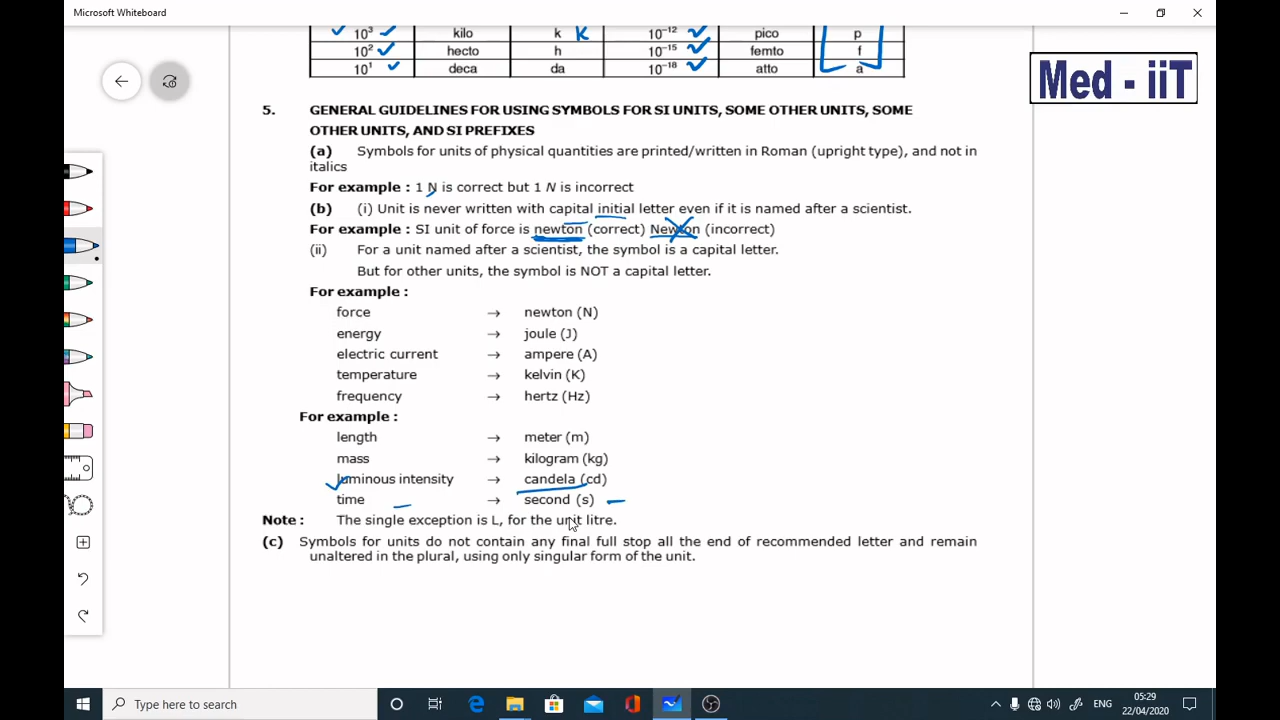 Microsoft Whiteboard
10³ kilo k K 10⁻¹² pico p
10² hecto h 10⁻¹⁵ femto f
10¹ deca da 10⁻¹⁸ atto a
Med - iiT
5. GENERAL GUIDELINES FOR USING SYMBOLS FOR SI UNITS, SOME OTHER UNITS, SOME
OTHER UNITS, AND SI PREFIXES
(a) Symbols for units of physical quantities are printed/written in Roman (upright type), and not in
italics
For example : 1 N is correct but 1 N is incorrect
(b) (i) Unit is never written with capital initial letter even if it is named after a scientist.
For example : SI unit of force is newton (correct) Newton (incorrect)
(ii) For a unit named after a scientist, the symbol is a capital letter.
But for other units, the symbol is NOT a capital letter.
For example :
force → newton (N)
energy → joule (J)
electric current → ampere (A)
temperature → kelvin (K)
frequency → hertz (Hz)
For example :
length → meter (m)
mass → kilogram (kg)
luminous intensity → candela (cd)
time → second (s)
Note : The single exception is L, for the unit litre.
(c) Symbols for units do not contain any final full stop all the end of recommended letter and remain
unaltered in the plural, using only singular form of the unit.
Type here to search
ENG
05:29
22/04/2020